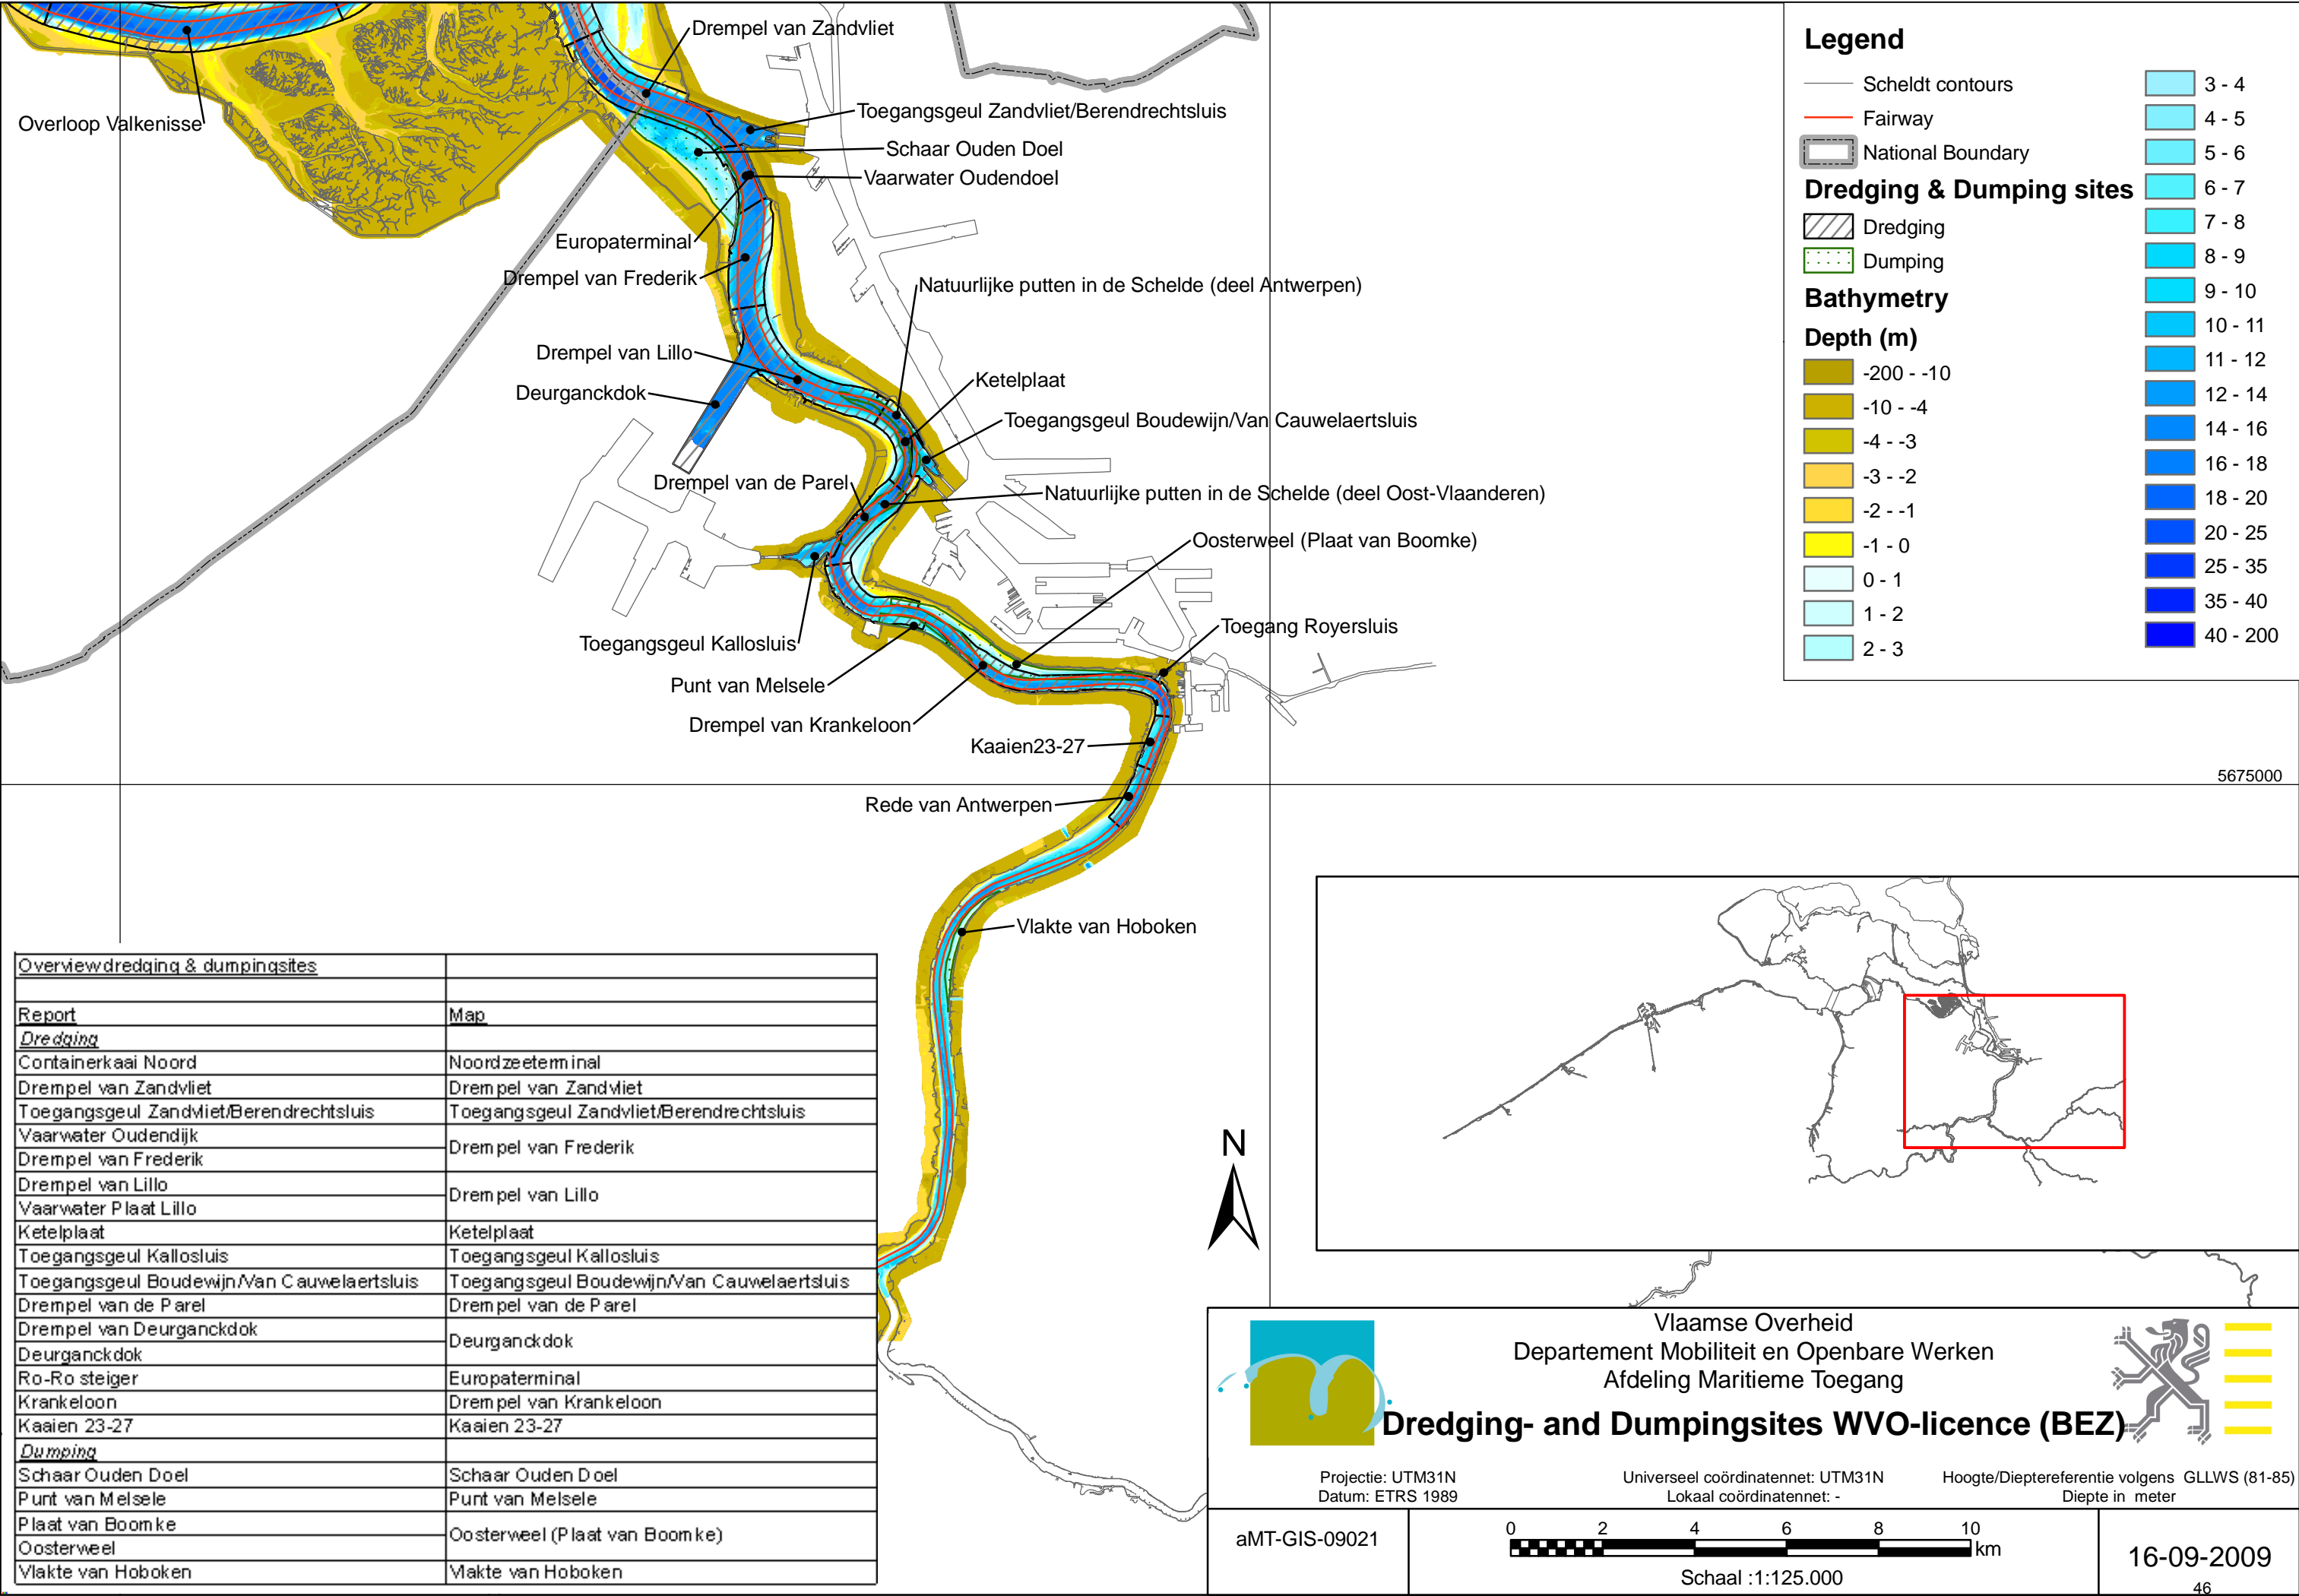 Drempel van Zandvliet
Overloop Valkenisse
Toegangsgeul Zandvliet/Berendrechtsluis
Schaar Ouden Doel
Vaarwater Oudendoel
Europaterminal
Drempel van Frederik
Natuurlijke putten in de Schelde (deel Antwerpen)
Drempel van Lillo
Ketelplaat
Deurganckdok
Toegangsgeul Boudewijn/Van Cauwelaertsluis
Drempel van de Parel
Natuurlijke putten in de Schelde (deel Oost-Vlaanderen)
Oosterweel (Plaat van Boomke)
Toegang Royersluis
Toegangsgeul Kallosluis
Punt van Melsele
Drempel van Krankeloon
Kaaien23-27
Rede van Antwerpen
Vlakte van Hoboken
5675000
Legend
Scheldt contours
Fairway
National Boundary
Dredging & Dumping sites
Dredging
Dumping
Bathymetry
Depth (m)
-200 - -10
-10 - -4
-4 - -3
-3 - -2
-2 - -1
-1 - 0
0 - 1
1 - 2
2 - 3
3 - 4
4 - 5
5 - 6
6 - 7
7 - 8
8 - 9
9 - 10
10 - 11
11 - 12
12 - 14
14 - 16
16 - 18
18 - 20
20 - 25
25 - 35
35 - 40
40 - 200
Overviewdredging & dumpingsites
Report Map
Dredging
Containerkaai Noord Noordzeeterminal
Drempel van Zandvliet Drempel van Zandvliet
Toegangsgeul Zandvliet/Berendrechtsluis Toegangsgeul Zandvliet/Berendrechtsluis
Vaarwater Oudendijk
Drempel van Frederik
Drempel van Frederik
Drempel van Lillo
Drempel van Lillo
Vaarwater Plaat Lillo
Ketelplaat Ketelplaat
Toegangsgeul Kallosluis Toegangsgeul Kallosluis
Toegangsgeul Boudewijn/Van Cauwelaertsluis Toegangsgeul Boudewijn/Van Cauwelaertsluis
Drempel van de Parel Drempel van de Parel
Drempel van Deurganckdok
Deurganckdok
Deurganckdok
Ro-Ro steiger Europaterminal
Krankeloon Drempel van Krankeloon
Kaaien 23-27 Kaaien 23-27
Dumping
Schaar Ouden Doel Schaar Ouden Doel
Punt van Melsele Punt van Melsele
Plaat van Boomke
Oosterweel (Plaat van Boomke)
Oosterweel
Vlakte van Hoboken Vlakte van Hoboken
N
Vlaamse Overheid
Departement Mobiliteit en Openbare Werken
Afdeling Maritieme Toegang
Dredging- and Dumpingsites WVO-licence (BEZ)
Projectie: UTM31N
Datum: ETRS 1989
Universeel coördinatennet: UTM31N
Lokaal coördinatennet: -
Hoogte/Dieptereferentie volgens GLLWS (81-85)
Diepte in meter
aMT-GIS-09021
0 2 4 6 8 10
km
Schaal :1:125.000
16-09-2009
46